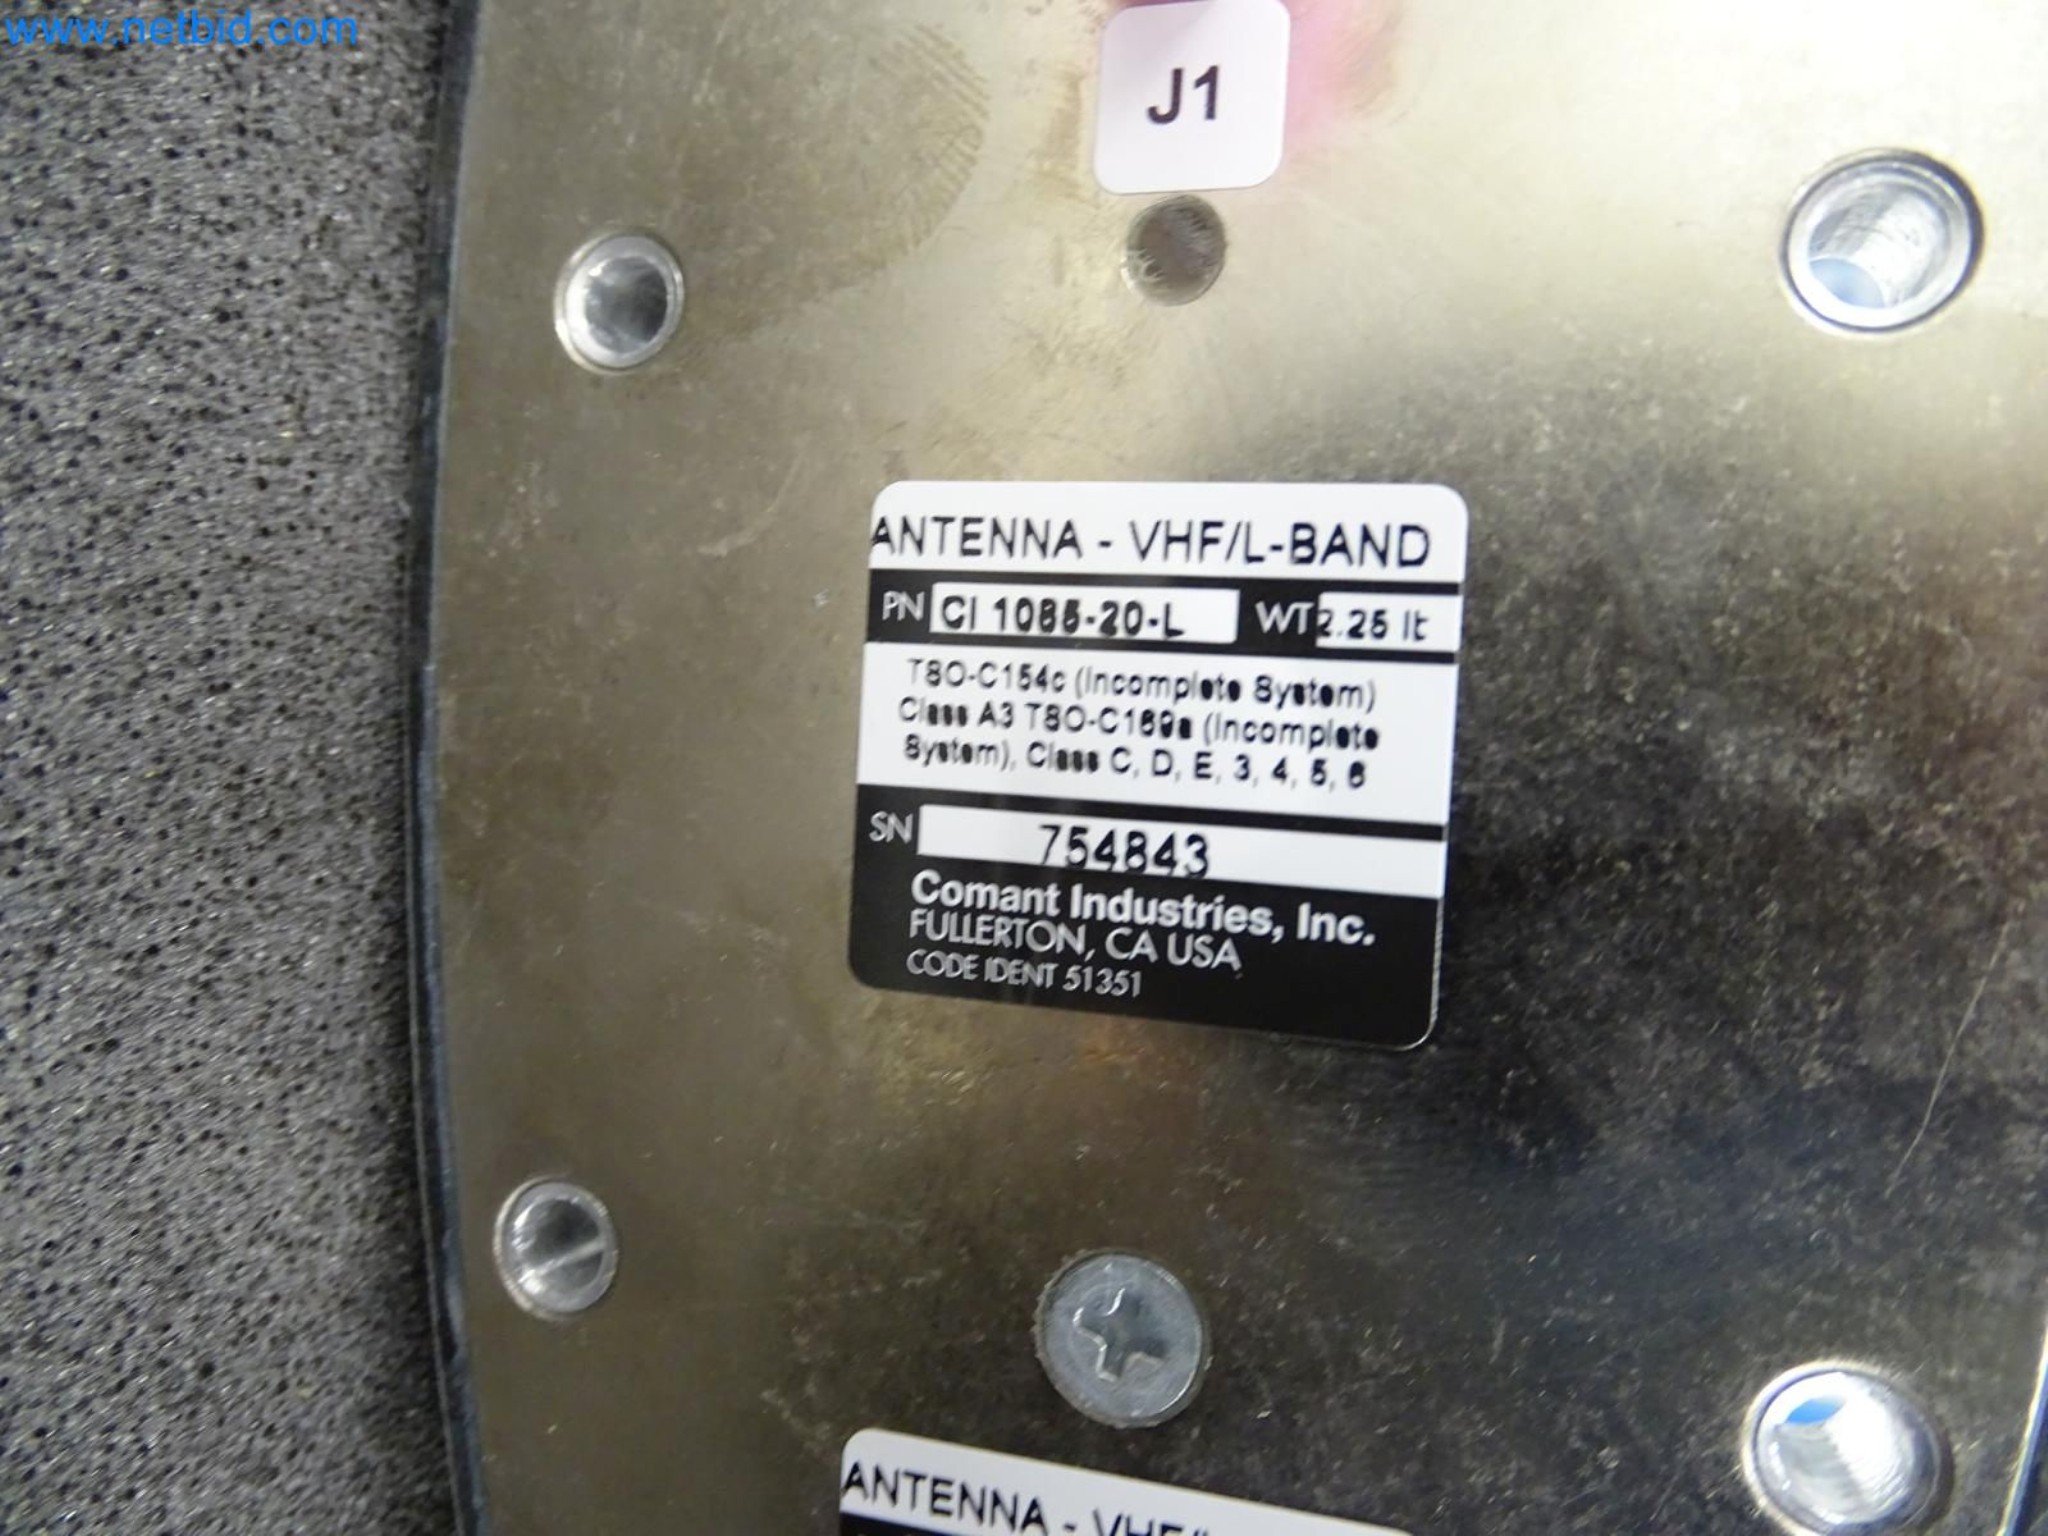 www.netbid.com
J1
ANTENNA - VHF/L-BAND
PN CI 1085-20-L WT 2.25 lb
TSO-C154c (Incomplete System)
Class A3 TSO-C169a (Incomplete
System), Class C, D, E, 3, 4, 5, 6
SN 754843
Comant Industries, Inc.
FULLERTON, CA USA
CODE IDENT 51351
ANTENNA -